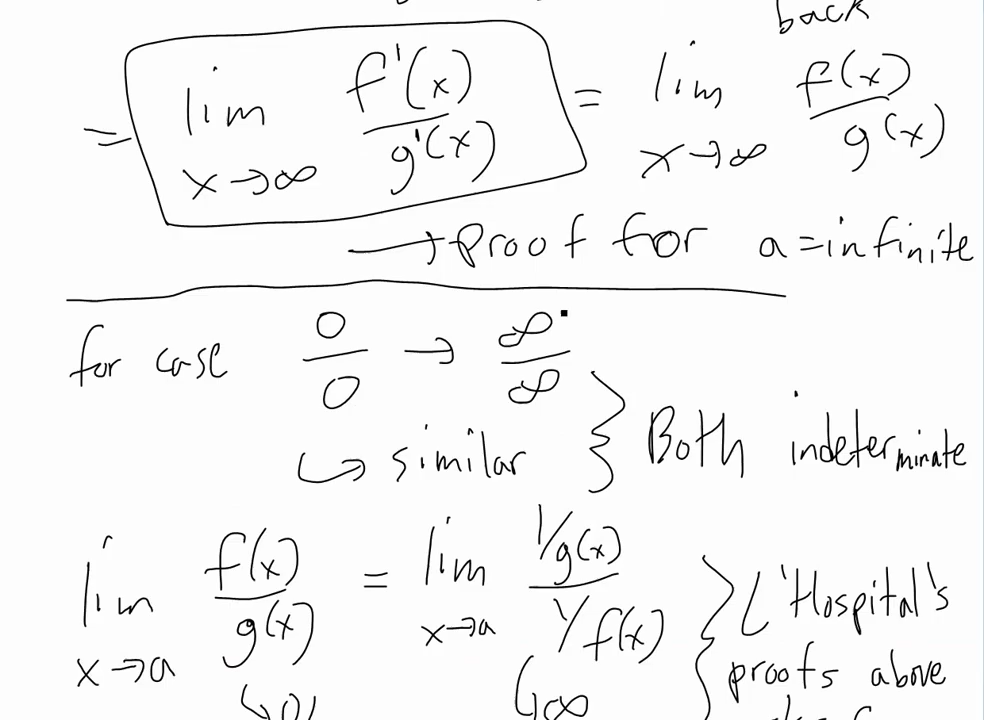 back
= lim x→∞ f'(x)/g'(x) = lim x→∞ f(x)/g(x)
→ Proof for a = infinite
for case 0/0 → ∞/∞
↪ similar } Both indeterminate
lim x→a f(x)/g(x) = lim x→a (1/g(x))/(1/f(x)) } L'Hospital's
proofs above